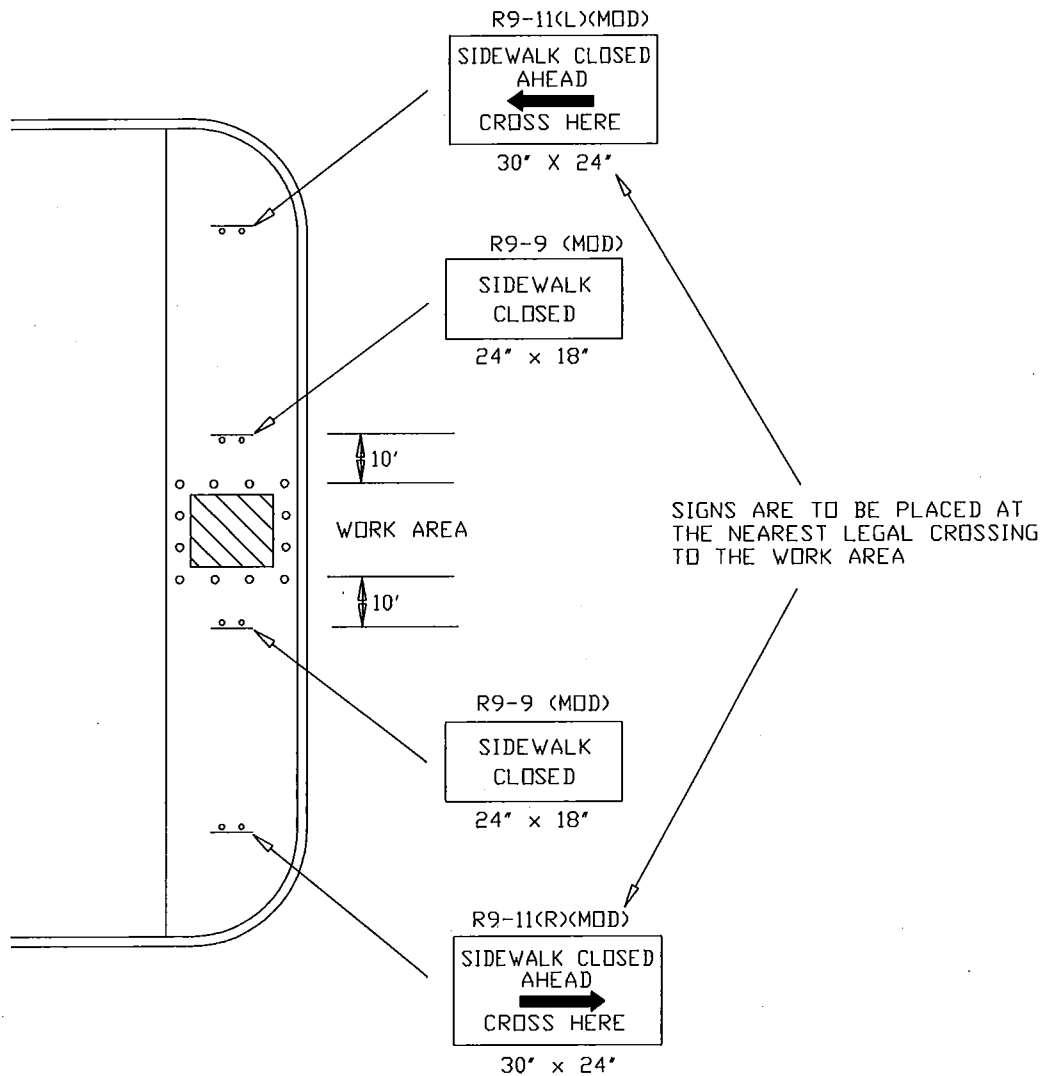 R9-11(L)(MOD)
SIDEWALK CLOSED
AHEAD
CROSS HERE
30" X 24"
R9-9 (MOD)
SIDEWALK
CLOSED
24" x 18"
10'
WORK AREA
10'
SIGNS ARE TO BE PLACED AT
THE NEAREST LEGAL CROSSING
TO THE WORK AREA
R9-9 (MOD)
SIDEWALK
CLOSED
24" x 18"
R9-11(R)(MOD)
SIDEWALK CLOSED
AHEAD
CROSS HERE
30" x 24"